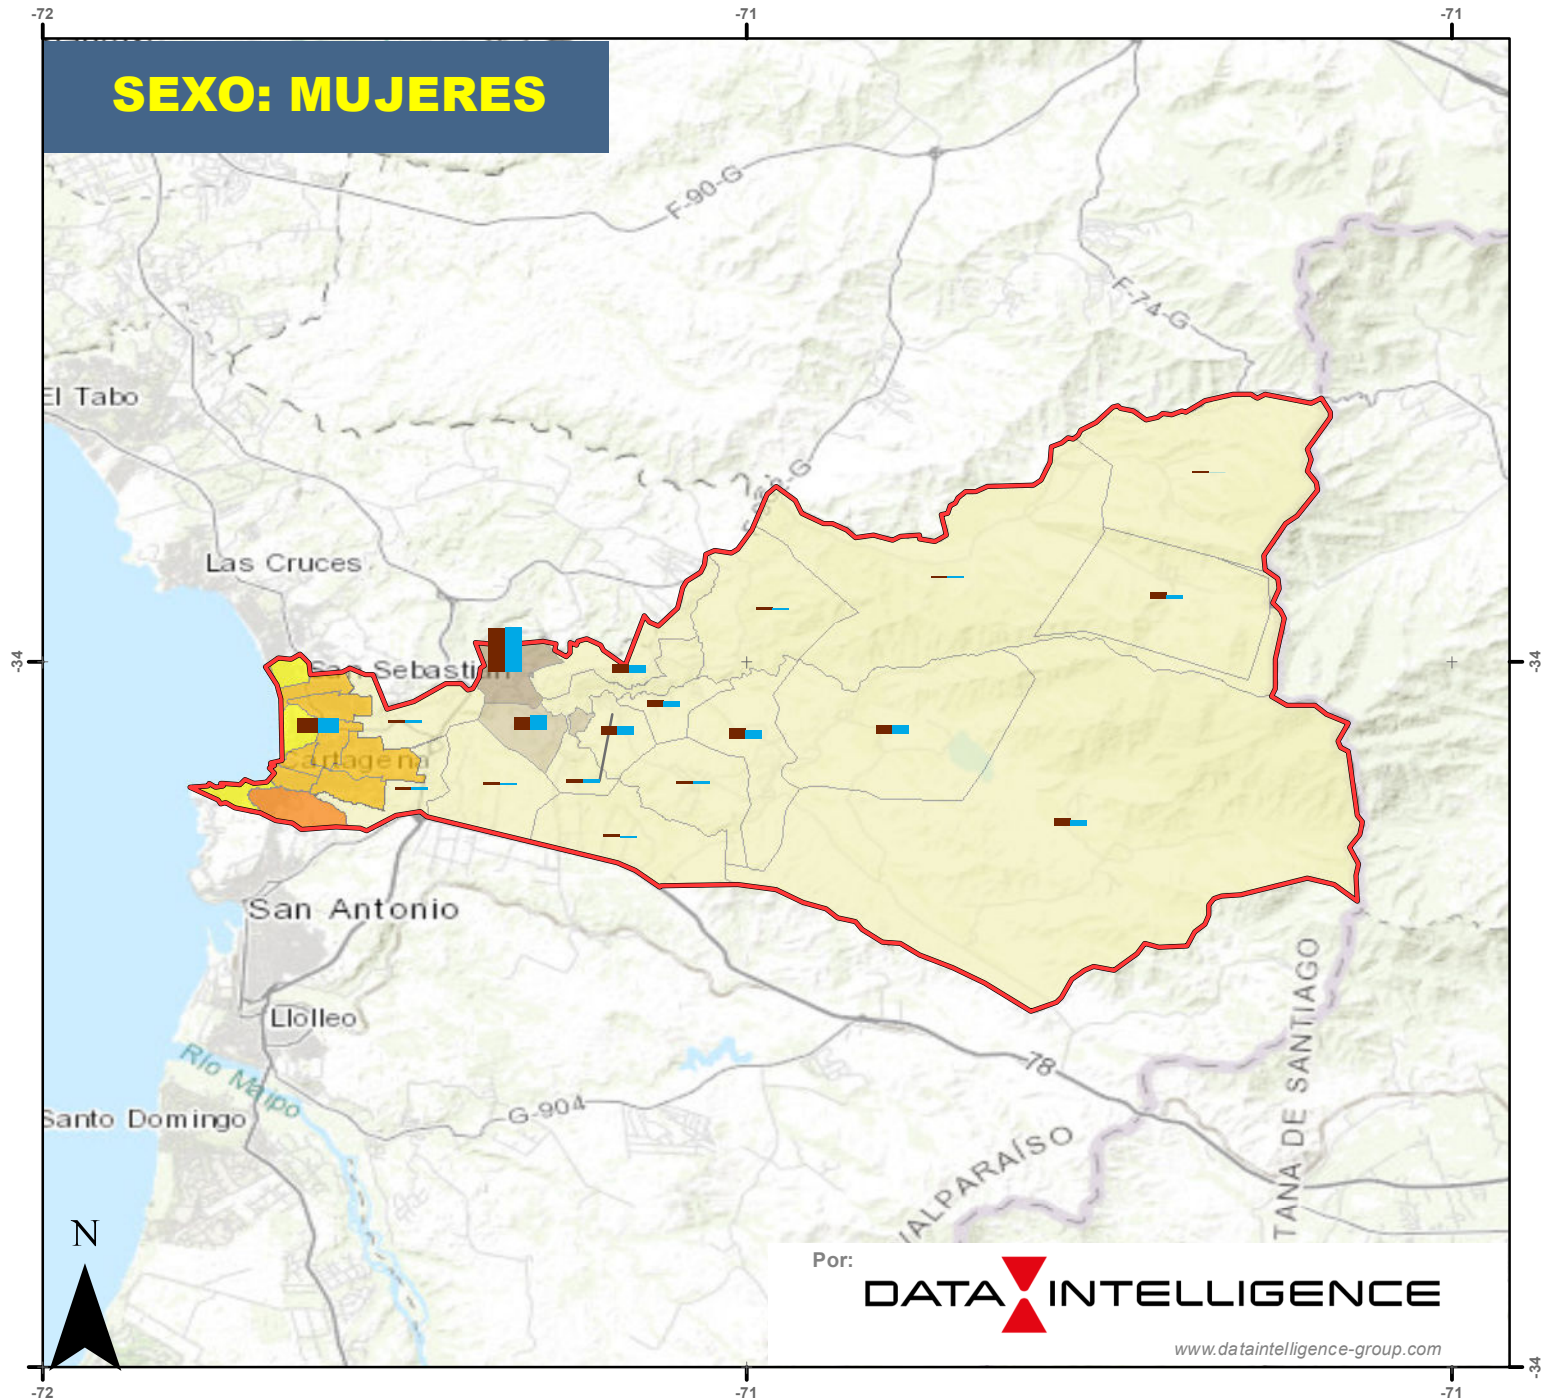 -72
-71
-71
SEXO: MUJERES
F-90-G
F-74-G
El Tabo
Las Cruces
-34
San Sebastián
-34
Cartagena
San Antonio
Llolleo
Río Maipo
78
G-904
Santo Domingo
VALPARAÍSO
TANA DE SANTIAGO
N
Por:
DATA INTELLIGENCE
www.dataintelligence-group.com
-34
-72
-71
-71